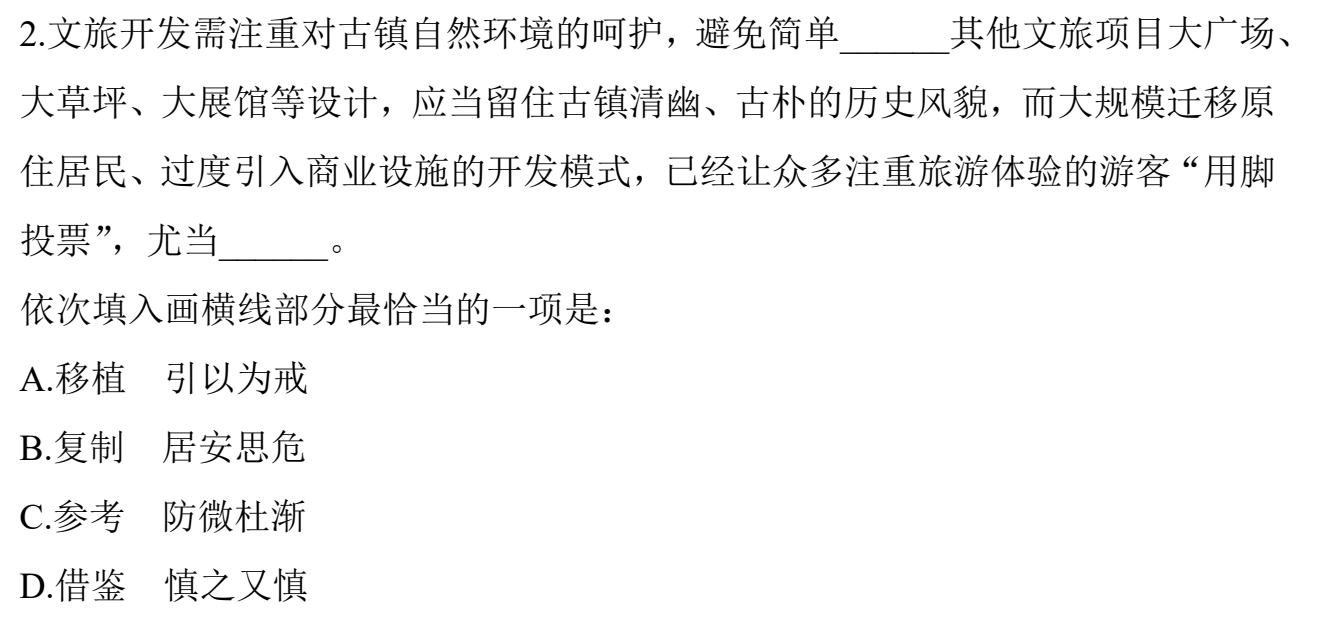 2.文旅开发需注重对古镇自然环境的呵护，避免简单______其他文旅项目大广场、
大草坪、大展馆等设计，应当留住古镇清幽、古朴的历史风貌，而大规模迁移原
住居民、过度引入商业设施的开发模式，已经让众多注重旅游体验的游客“用脚
投票”，尤当______。
依次填入画横线部分最恰当的一项是：
A.移植 引以为戒
B.复制 居安思危
C.参考 防微杜渐
D.借鉴 慎之又慎